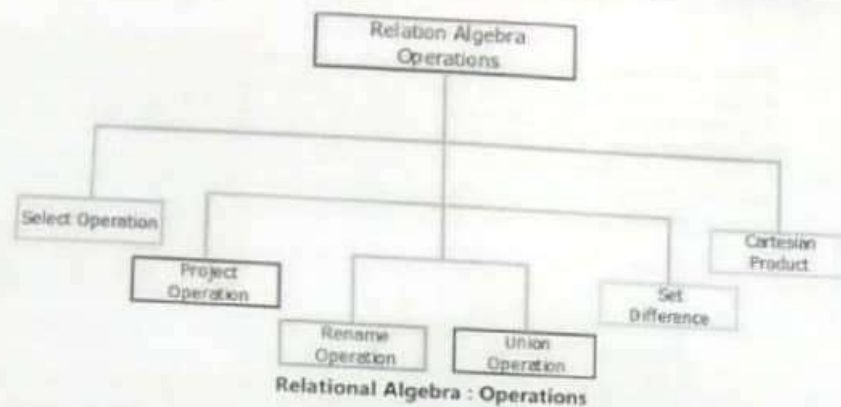 Relation Algebra
Operations
Select Operation
Cartesian
Product
Project
Operation
Set
Difference
Rename
Operation
Union
Operation
Relational Algebra : Operations